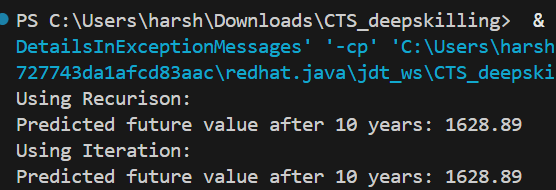 PS C:\Users\harsh\Downloads\CTS_deepskilling>  &
DetailsInExceptionMessages' '-cp' 'C:\Users\harsh
727743da1afcd83aac\redhat.java\jdt_ws\CTS_deepski
Using Recurison:
Predicted future value after 10 years: 1628.89
Using Iteration:
Predicted future value after 10 years: 1628.89